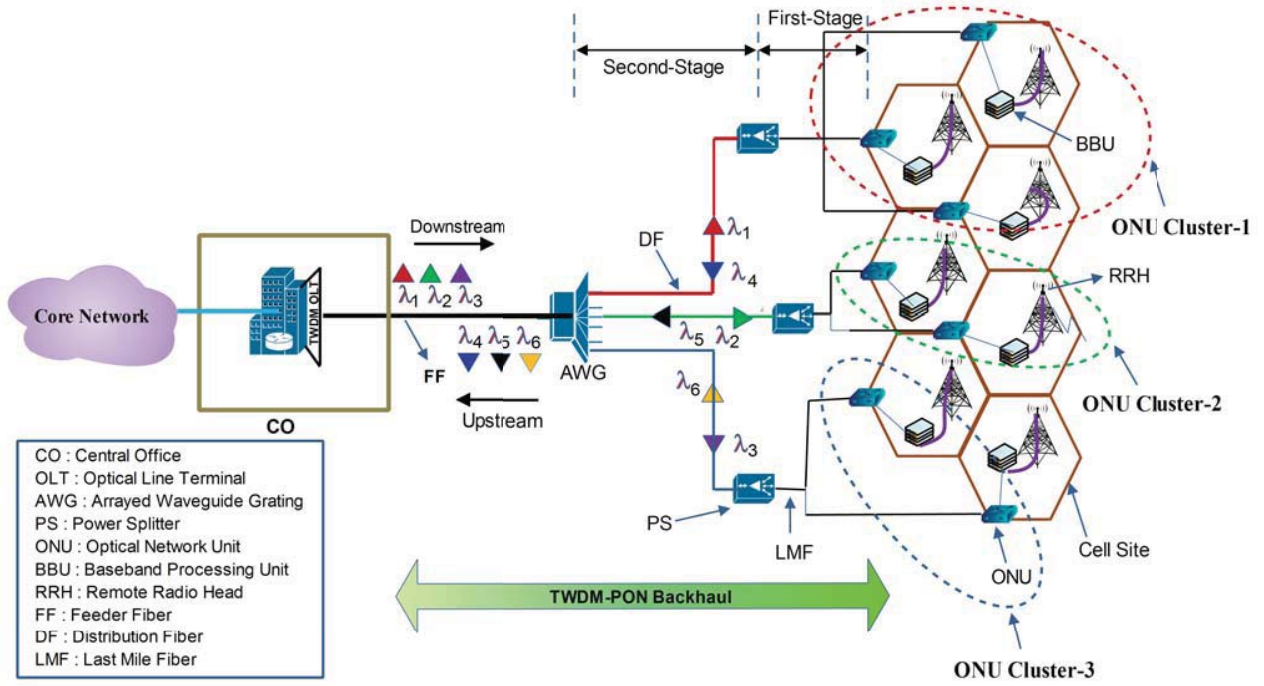 First-Stage
Second-Stage
BBU
ONU Cluster-1
Downstream
DF
λ1
λ4
RRH
λ1 λ2 λ3
Core Network
TWDM OLT
λ4 λ5 λ6
λ5 λ2
FF
AWG
λ6
ONU Cluster-2
Upstream
CO
λ3
CO : Central Office
OLT : Optical Line Terminal
AWG : Arrayed Waveguide Grating
PS : Power Splitter
ONU : Optical Network Unit
BBU : Baseband Processing Unit
RRH : Remote Radio Head
FF : Feeder Fiber
DF : Distribution Fiber
LMF : Last Mile Fiber
PS
LMF
Cell Site
ONU
TWDM-PON Backhaul
ONU Cluster-3